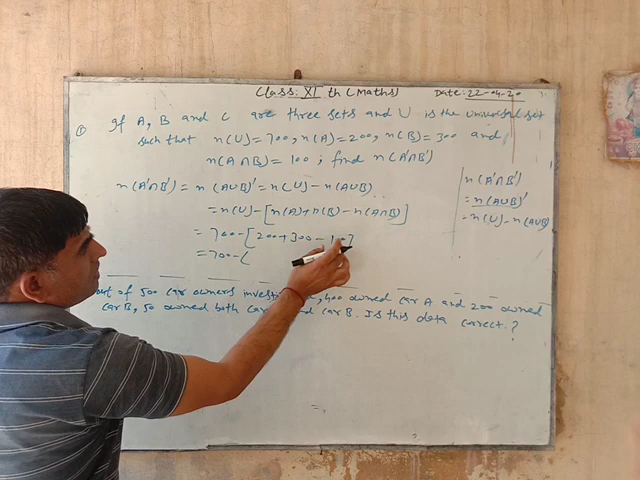 Class: XI th (Maths) Date: 22-04-20
① If A, B and C are three sets and U is the universal set
such that n(U)=700, n(A)=200, n(B)=300 and
n(A∩B)=100; find n(A'∩B')
n(A'∩B') = n(A∪B)' = n(U) - n(A∪B)
= n(U) - [n(A)+n(B) - n(A∩B)]
= 700 - [200+300 - ]
= 700 - (
n(A'∩B')
= n(A∪B)'
= n(U) - n(A∪B)
out of 500 car owners 400 owned car A and 200 owned
car B, 50 owned both car and car B. Is this data correct?